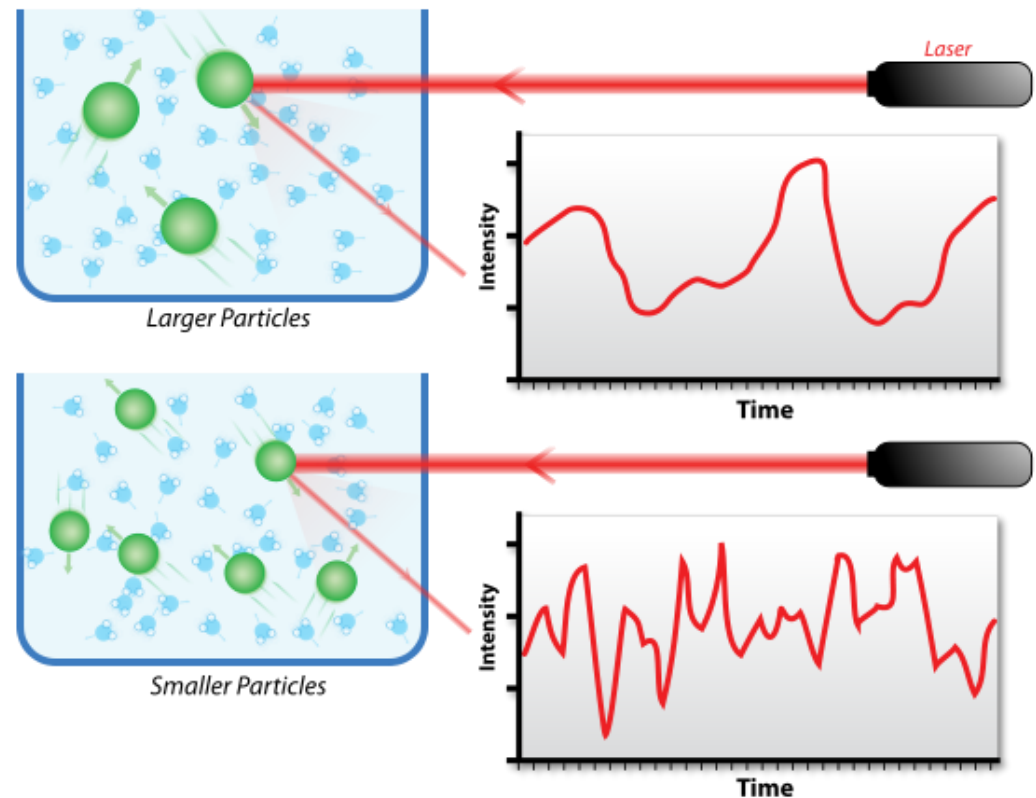 Laser
Intensity
Time
Larger Particles
Intensity
Time
Smaller Particles